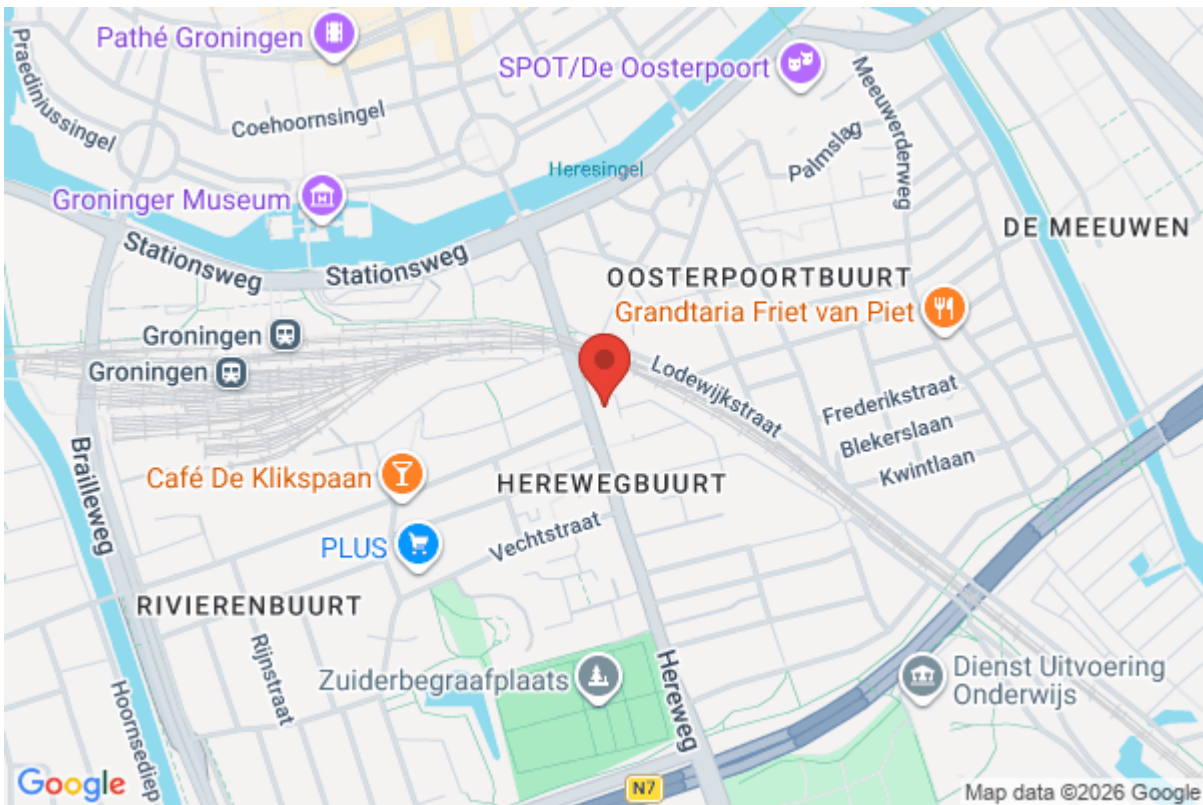 Pathé Groningen
SPOT/De Oosterpoort
Praediniussingel
Coehoornsingel
Meeuwerderweg
Palmslag
Heresingel
Groninger Museum
DE MEEUWEN
Stationsweg
Stationsweg
OOSTERPOORTBUURT
Grandtaria Friet van Piet
Groningen
Groningen
Lodewijkstraat
Frederikstraat
Blekerslaan
Kwintlaan
Brailleweg
Café De Klikspaan
HEREWEGBUURT
Vechtstraat
PLUS
RIVIERENBUURT
Rijnstraat
Zuiderbegraafplaats
Hereweg
Dienst Uitvoering
Onderwijs
Hoornsediep
N7
Google
Map data ©2026 Google